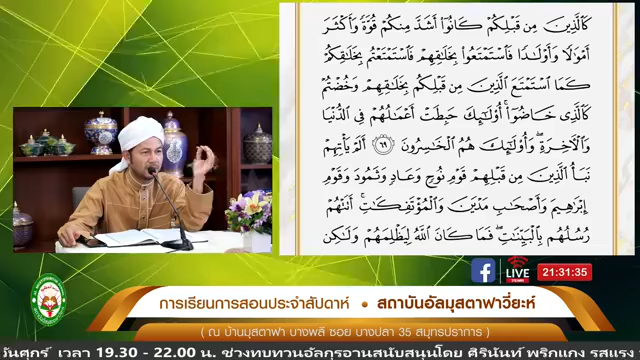 كَٱلَّذِينَ مِن قَبْلِكُمْ كَانُوٓا۟ أَشَدَّ مِنكُمْ قُوَّةً وَأَكْثَرَ
أَمْوَٰلًا وَأَوْلَٰدًا فَٱسْتَمْتَعُوا۟ بِخَلَٰقِهِمْ فَٱسْتَمْتَعْتُم بِخَلَٰقِكُمْ
كَمَا ٱسْتَمْتَعَ ٱلَّذِينَ مِن قَبْلِكُم بِخَلَٰقِهِمْ وَخُضْتُمْ
كَٱلَّذِى خَاضُوٓا۟ ۚ أُو۟لَٰٓئِكَ حَبِطَتْ أَعْمَٰلُهُمْ فِى ٱلدُّنْيَا
وَٱلْءَاخِرَةِ ۖ وَأُو۟لَٰٓئِكَ هُمُ ٱلْخَٰسِرُونَ ٦٩ أَلَمْ يَأْتِهِمْ
نَبَأُ ٱلَّذِينَ مِن قَبْلِهِمْ قَوْمِ نُوحٍ وَعَادٍ وَثَمُودَ وَقَوْمِ
إِبْرَٰهِيمَ وَأَصْحَٰبِ مَدْيَنَ وَٱلْمُؤْتَفِكَٰتِ ۚ أَتَتْهُمْ
رُسُلُهُم بِٱلْبَيِّنَٰتِ ۖ فَمَا كَانَ ٱللَّهُ لِيَظْلِمَهُمْ وَلَٰكِن
LIVE
21:31:35
การเรียนการสอนประจำสัปดาห์ • สถาบันอัลมุสตาฟาวี่ยะห์
( ณ บ้านมุสตาฟา บางพลี ซอย บางปลา 35 สมุทรปราการ )
วันศุกร์ เวลา 19.30 - 22.00 น. ช่วงทบทวนอัลกุรอานสนับสนุนโดย ศิรินันท์ พริกแกง รสแรง